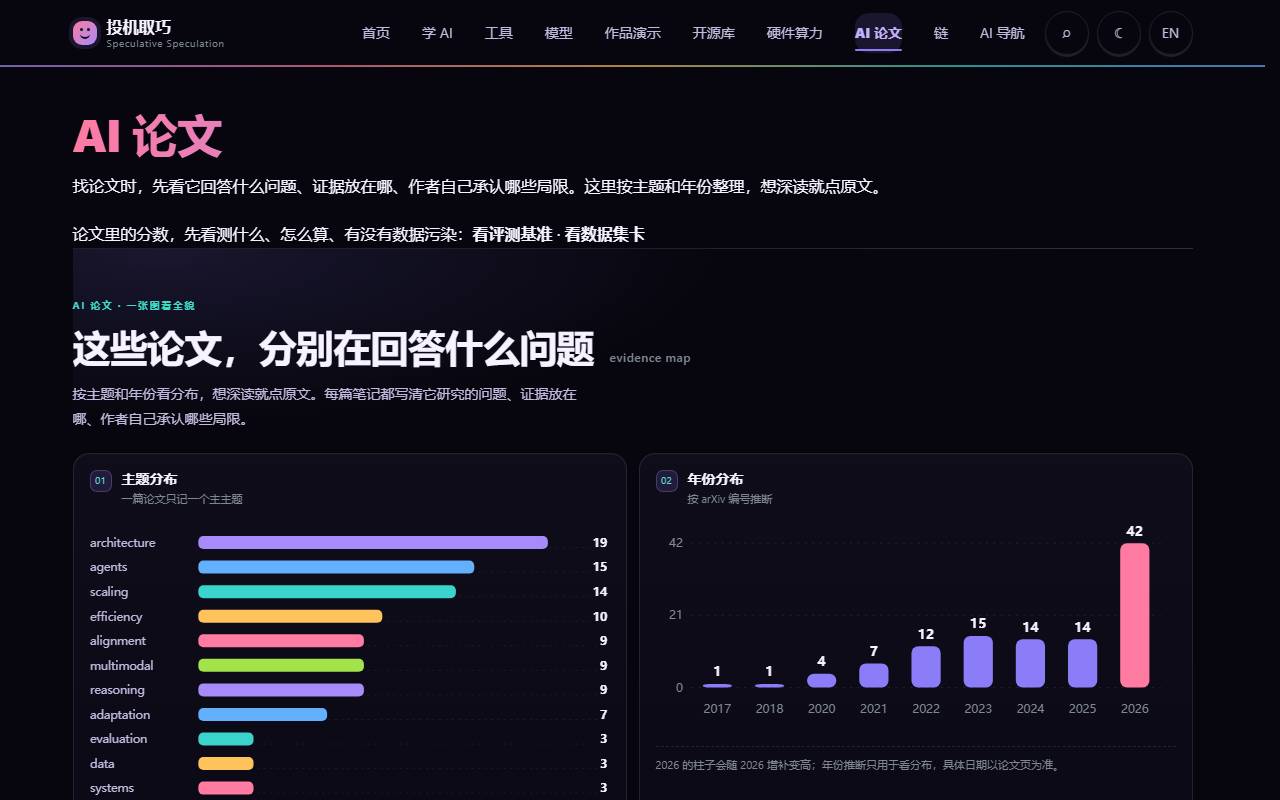 投机取巧
Speculative Speculation
首页 学 AI 工具 模型 作品演示 开源库 硬件算力 AI 论文 链 AI 导航 EN
AI 论文
找论文时，先看它回答什么问题、证据放在哪、作者自己承认哪些局限。这里按主题和年份整理，想深读就点原文。
论文里的分数，先看测什么、怎么算、有没有数据污染：看评测基准 · 看数据集卡
AI 论文 · 一张图看全貌
这些论文，分别在回答什么问题 evidence map
按主题和年份看分布，想深读就点原文。每篇笔记都写清它研究的问题、证据放在
哪、作者自己承认哪些局限。
01 主题分布
一篇论文只记一个主主题
architecture 19
agents 15
scaling 14
efficiency 10
alignment 9
multimodal 9
reasoning 9
adaptation 7
evaluation 3
data 3
systems 3
02 年份分布
按 arXiv 编号推断
42
21
0
1 1 4 7 12 15 14 14 42
2017 2018 2020 2021 2022 2023 2024 2025 2026
2026 的柱子会随 2026 增补变高；年份推断只用于看分布，具体日期以论文页为准。